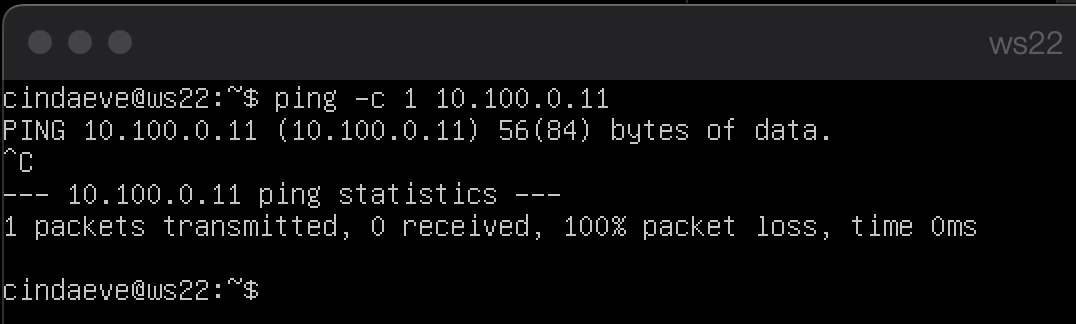 ws22
cindaeve@ws22:~$ ping -c 1 10.100.0.11
PING 10.100.0.11 (10.100.0.11) 56(84) bytes of data.
^C
--- 10.100.0.11 ping statistics ---
1 packets transmitted, 0 received, 100% packet loss, time 0ms
cindaeve@ws22:~$